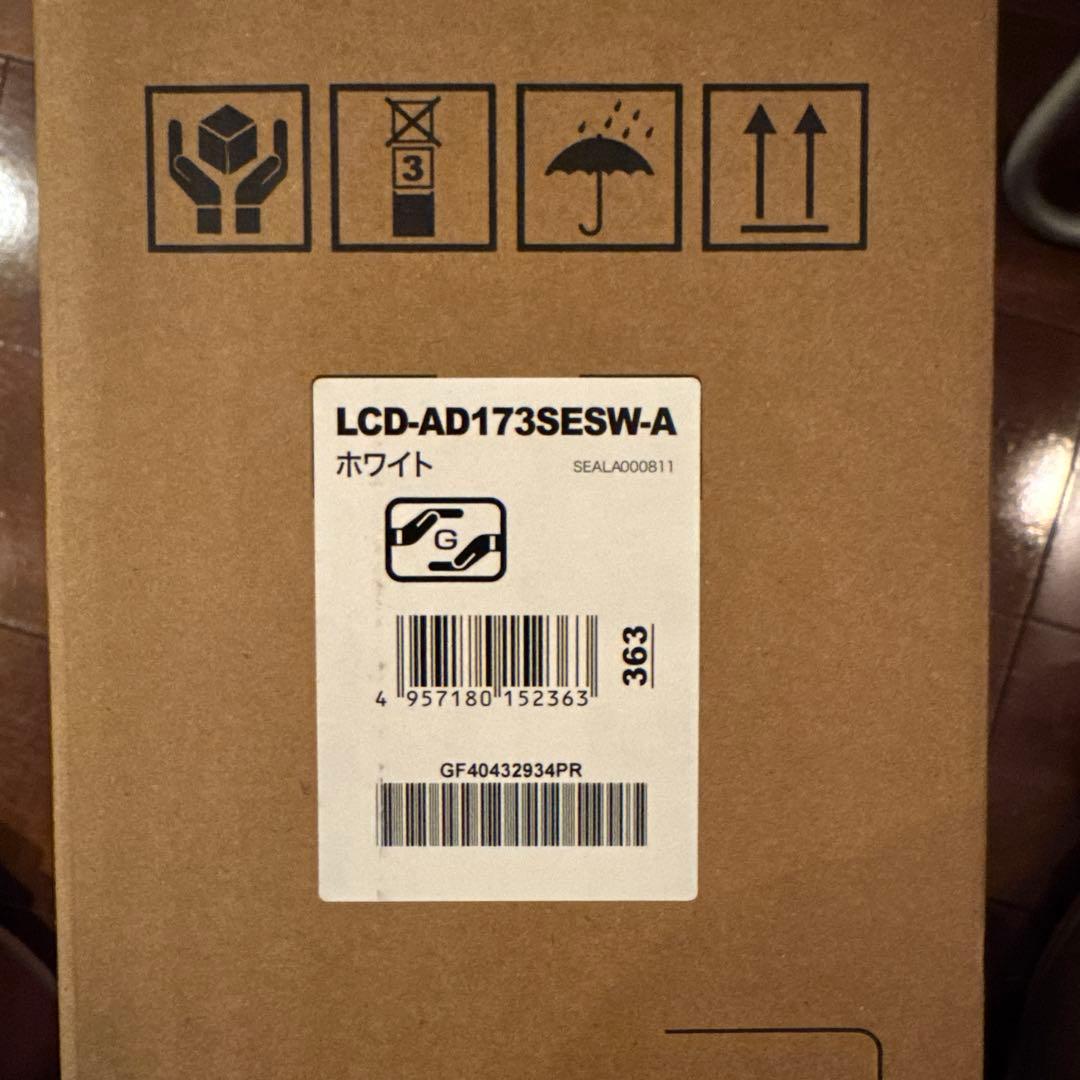 3
LCD-AD173SESW-A
ホワイト
SEALA000811
G
363
4 957180 152363
GF40432934PR